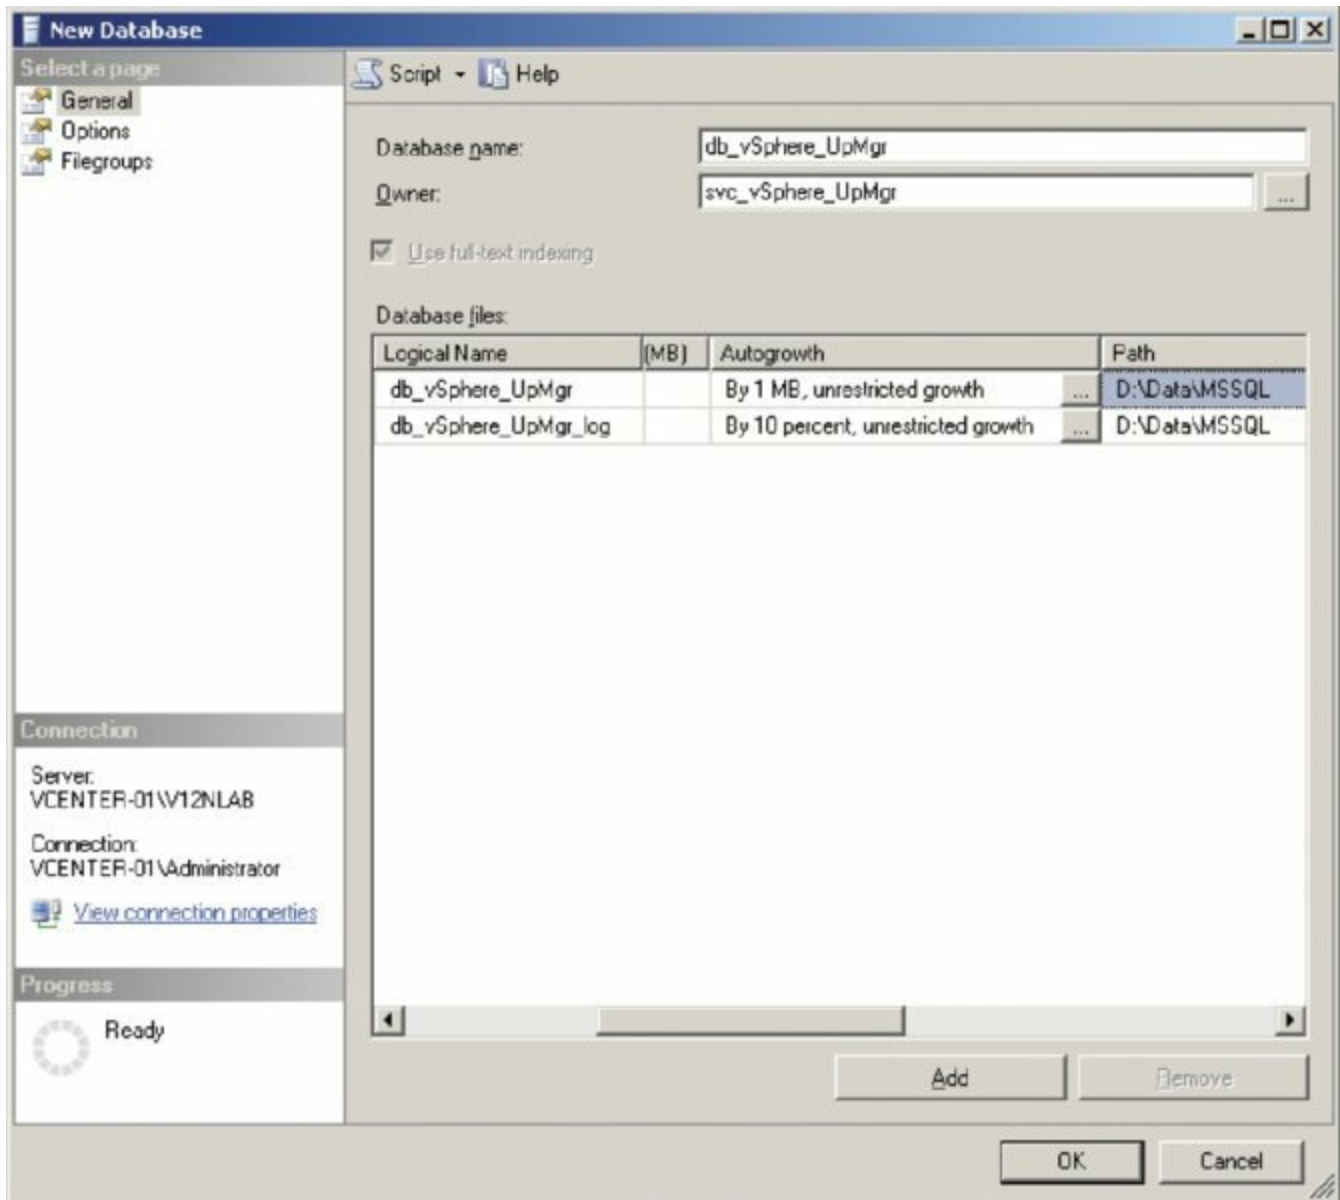 New Database
Select a page
General
Options
Filegroups
Script
Help
Database name:
db_vSphere_UpMgr
Owner:
svc_vSphere_UpMgr
...
Use full-text indexing
Database files:
Logical Name (MB) Autogrowth Path
db_vSphere_UpMgr By 1 MB, unrestricted growth ... D:\Data\MSSQL
db_vSphere_UpMgr_log By 10 percent, unrestricted growth ... D:\Data\MSSQL
Connection
Server:
VCENTER-01\V12NLAB
Connection:
VCENTER-01\Administrator
View connection properties
Progress
Ready
Add
Remove
OK
Cancel